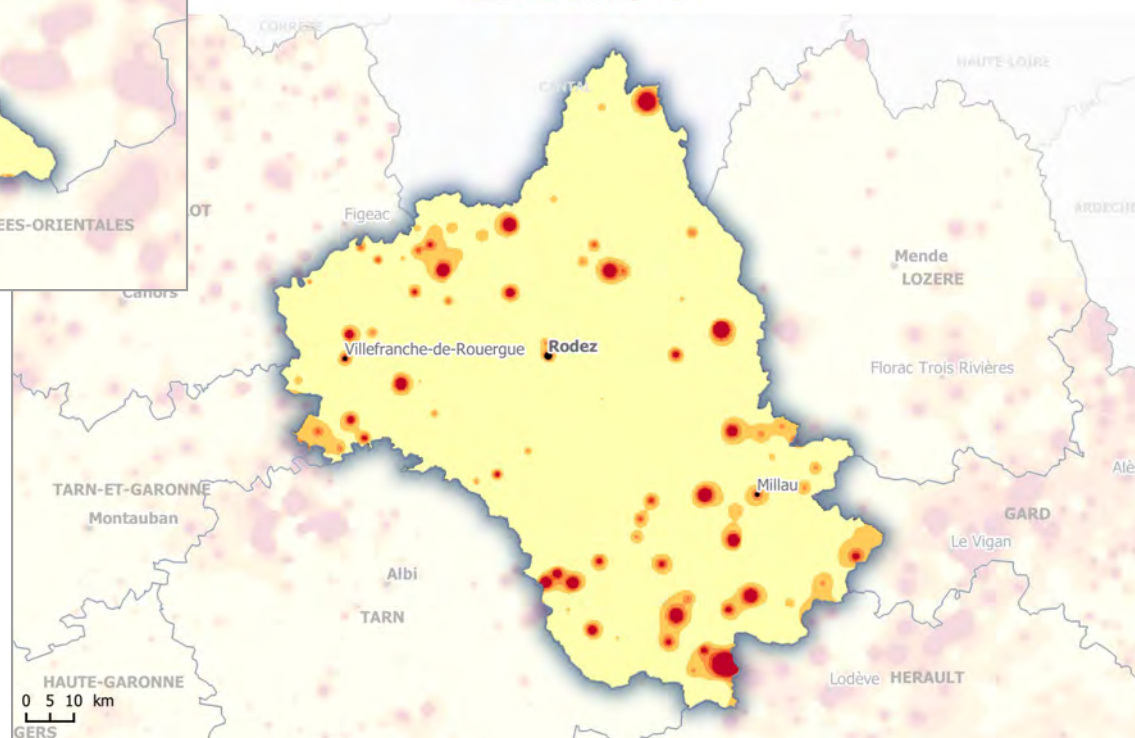 CORREZE
CANTAL
HAUTE-LOIRE
EES-ORIENTALES
OT
Figeac
Cahors
Mende
LOZERE
Villefranche-de-Rouergue
Rodez
Florac Trois Rivières
TARN-ET-GARONNE
Montauban
Millau
Alè
GARD
Le Vigan
Albi
TARN
HAUTE-GARONNE
Lodève HERAULT
0 5 10 km
GERS